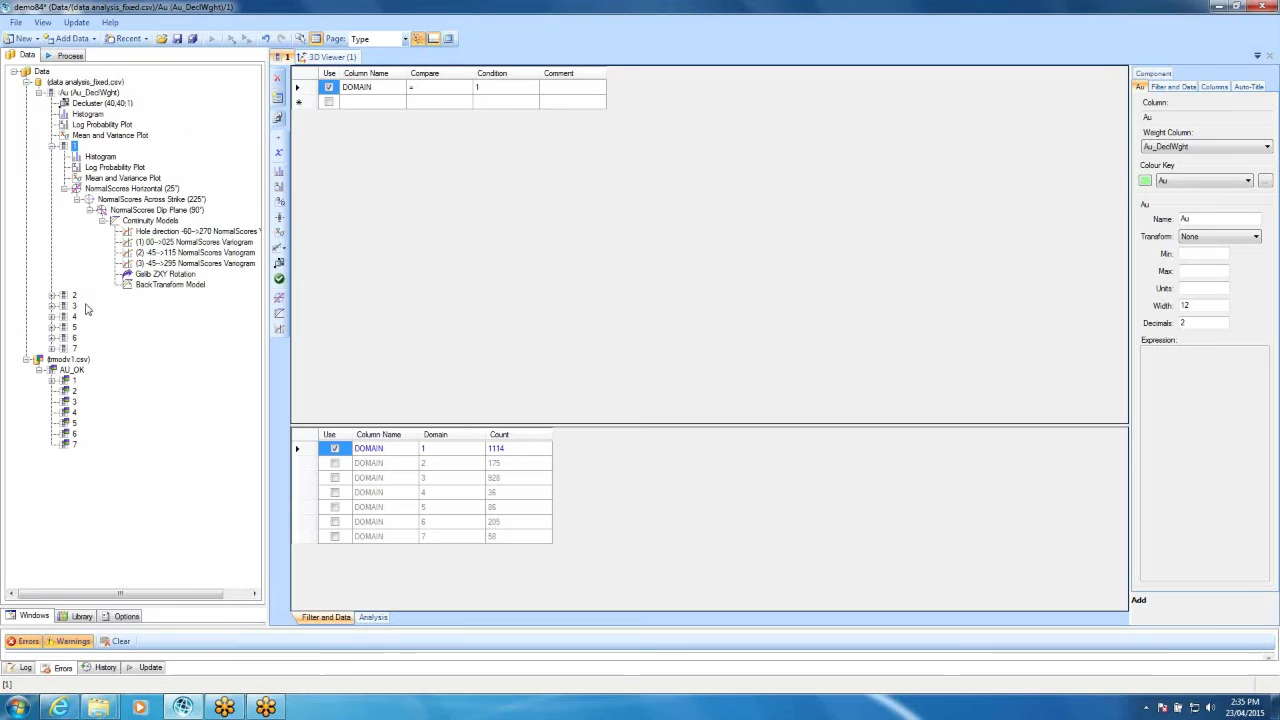 demo84* (Data/(data analysis_fixed.csv)/Au (Au_DeclWght)/1)
File View Update Help
New Add Data Recent Page: Type
Data Process 1 3D Viewer (1)
Data
(data analysis_fixed.csv)
Au (Au_DeclWght)
Decluster (40,40;1)
Histogram
Log Probability Plot
Mean and Variance Plot
1
Histogram
Log Probability Plot
Mean and Variance Plot
NormalScores Horizontal (25°)
NormalScores Across Strike (225°)
NormalScores Dip Plane (90°)
Continuity Models
Hole direction -60-->270 NormalScores V
(1) 00-->025 NormalScores Variogram
(2) -45-->115 NormalScores Variogram
(3) -45-->295 NormalScores Variogram
Gslib ZXY Rotation
BackTransform Model
2
3
4
5
6
7
(tmodv1.csv)
AU_OK
1
2
3
4
5
6
7
Windows Library Options
Use Column Name Compare Condition Comment
DOMAIN = 1
Use Column Name Domain Count
DOMAIN 1 1114
DOMAIN 2 175
DOMAIN 3 928
DOMAIN 4 36
DOMAIN 5 86
DOMAIN 6 205
DOMAIN 7 58
Filter and Data Analysis
Component
Au Filter and Data Columns Auto-Title
Column:
Au
Weight Column:
Au_DeclWght
Colour Key
Au ...
Au
Name: Au
Transform: None
Min:
Max:
Units:
Width: 12
Decimals: 2
Expression:
Add
Errors Warnings Clear
Log Errors History Update
[1]
2:35 PM
23/04/2015